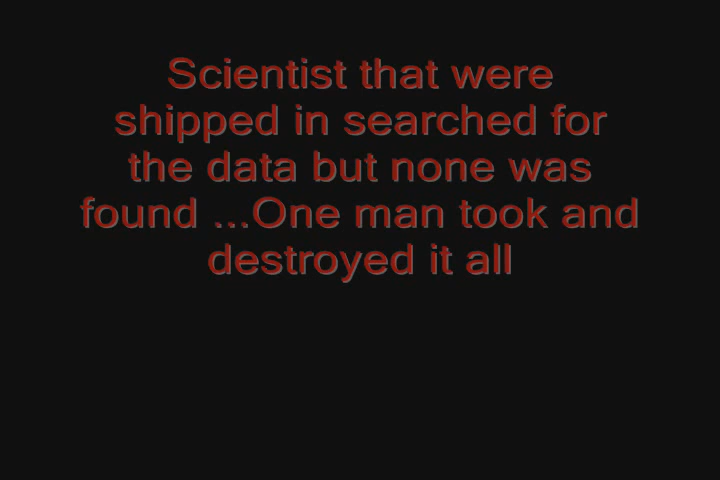 Scientist that were
shipped in searched for
the data but none was
found ...One man took and
destroyed it all